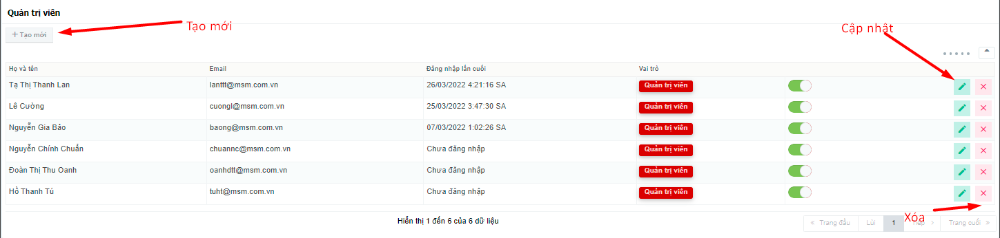 Quản trị viên
+ Tạo mới
Tạo mới
Cập nhật
Họ và tên Email Đăng nhập lần cuối Vai trò
Tạ Thị Thanh Lan lanttt@msm.com.vn 26/03/2022 4:21:16 SA Quản trị viên
Lê Cường cuongl@msm.com.vn 25/03/2022 3:47:30 SA Quản trị viên
Nguyễn Gia Bảo baong@msm.com.vn 07/03/2022 1:02:26 SA Quản trị viên
Nguyễn Chính Chuẩn chuannc@msm.com.vn Chưa đăng nhập Quản trị viên
Đoàn Thị Thu Oanh oanhdtt@msm.com.vn Chưa đăng nhập Quản trị viên
Hồ Thanh Tú tuht@msm.com.vn Chưa đăng nhập Quản trị viên
Xóa
Hiển thị 1 đến 6 của 6 dữ liệu « Trang đầu Lùi 1 Tiếp › Trang cuối »